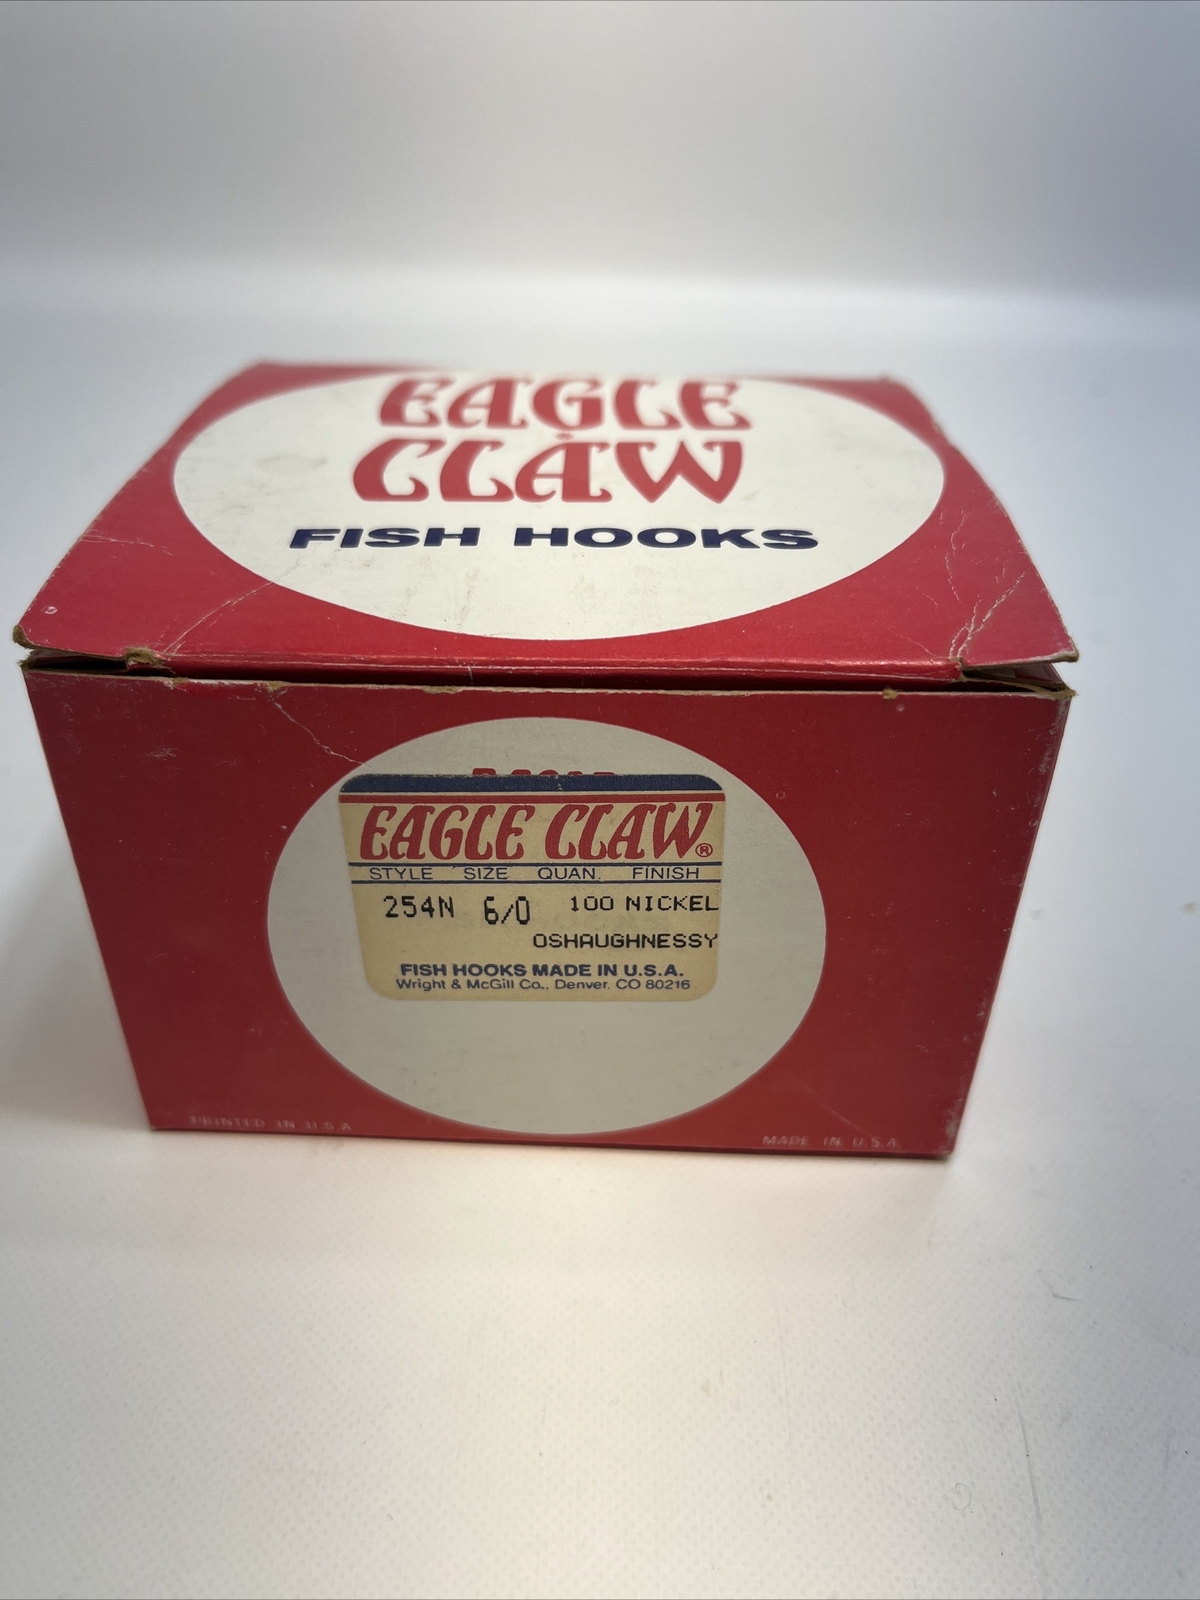 EAGLE
CLAW
FISH HOOKS
EAGLE CLAW®
STYLE SIZE QUAN. FINISH
254N 6/0 100 NICKEL
OSHAUGHNESSY
FISH HOOKS MADE IN U.S.A.
Wright & McGill Co., Denver. CO 80216
PRINTED IN U.S.A
MADE IN U.S.A.